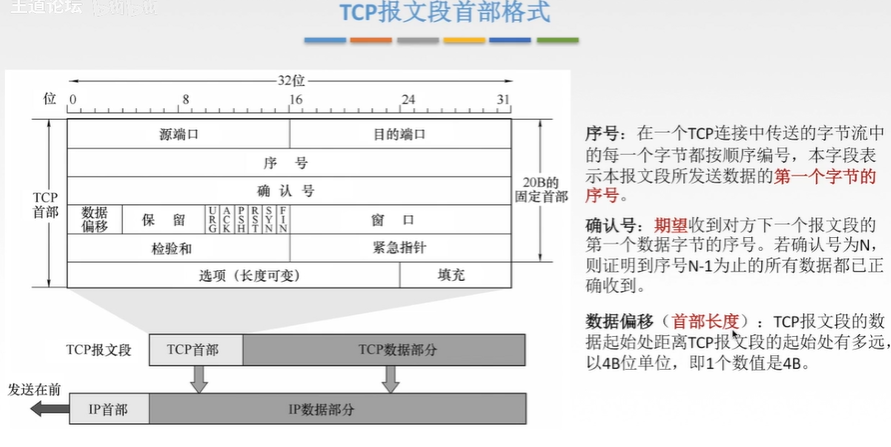 王道论坛
TCP报文段首部格式
32位
位 0 8 16 24 31
源端口 目的端口
序 号
确 认 号
数据偏移 保 留 URG ACK PSH RST SYN FIN 窗 口
检验和 紧急指针
选项（长度可变） 填充
TCP
首部
20B的
固定首部
TCP报文段 TCP首部 TCP数据部分
发送在前
IP首部 IP数据部分
序号：在一个TCP连接中传送的字节流中
的每一个字节都按顺序编号，本字段表
示本报文段所发送数据的第一个字节的
序号。
确认号：期望收到对方下一个报文段的
第一个数据字节的序号。若确认号为N，
则证明到序号N-1为止的所有数据都已正
确收到。
数据偏移（首部长度）：TCP报文段的数
据起始处距离TCP报文段的起始处有多远，
以4B位单位，即1个数值是4B。